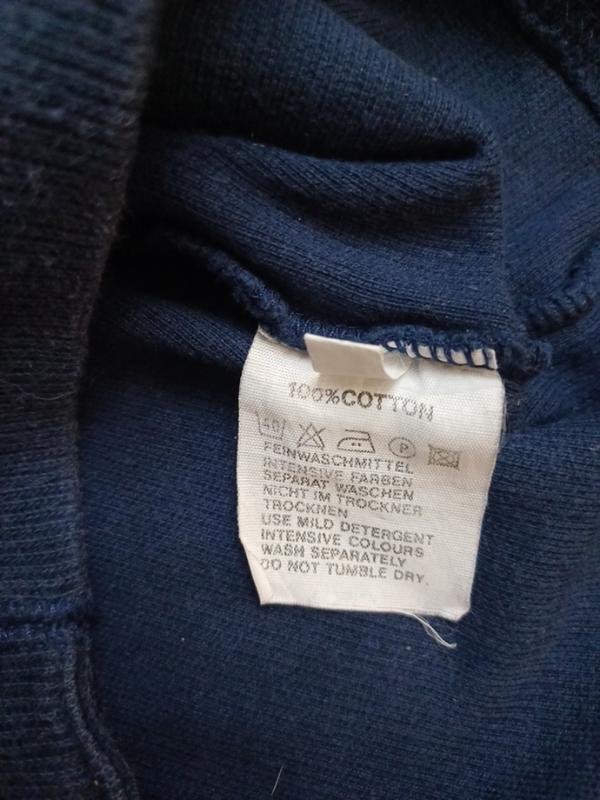 100%COTTON
40
P
FEINWASCHMITTEL
INTENSIVE FARBEN
SEPARAT WASCHEN
NICHT IM TROCKNER
TROCKNEN
USE MILD DETERGENT
INTENSIVE COLOURS
WASH SEPARATELY
DO NOT TUMBLE DRY.